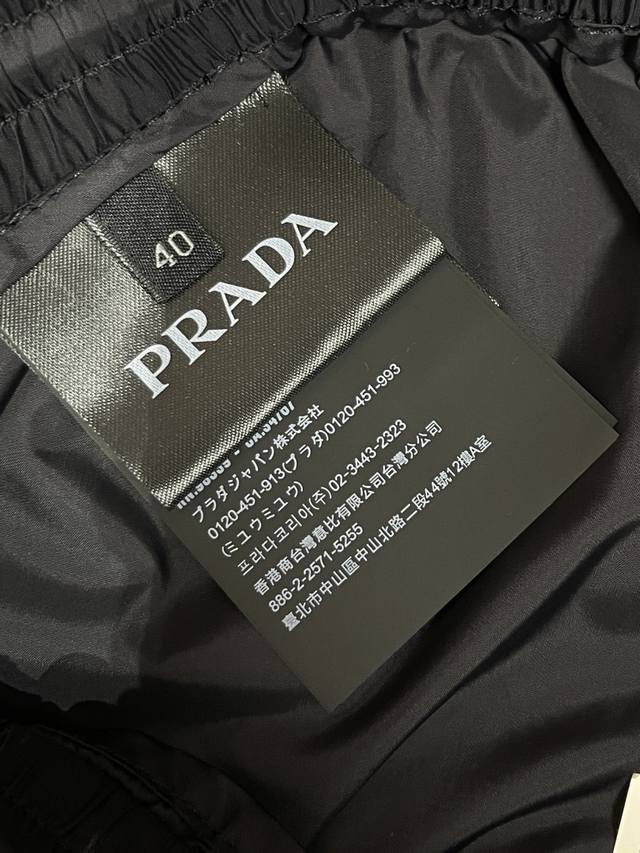 40
PRADA
プラダジャパン株式会社
0120-451-913(プラダ)0120-451-993
(ミュウミュウ)
프라다코리아(주)02-3443-2323
香港商台灣意比有限公司台灣分公司
886-2-2571-5255
臺北市中山區中山北路二段44號12樓A室